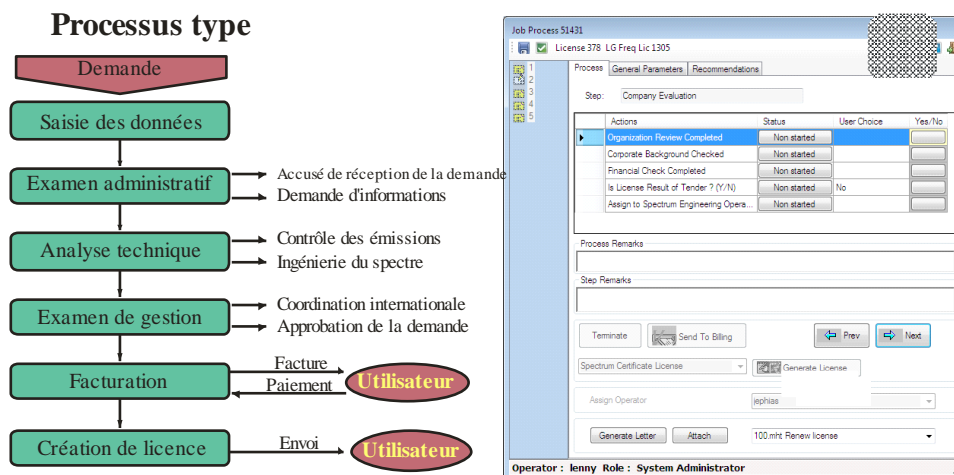 Processus type
Demande
Saisie des données
Examen administratif
Accusé de réception de la demande
Demande d'informations
Analyse technique
Contrôle des émissions
Ingénierie du spectre
Examen de gestion
Coordination internationale
Approbation de la demande
Facturation
Facture
Paiement
Utilisateur
Création de licence
Envoi
Utilisateur
Job Process 51431
License 378 LG Freq Lic 1305
1
2
3
4
5
Process General Parameters Recommendations
Step: Company Evaluation
Actions Status User Choice Yes/No
Organization Review Completed Non started
Corporate Background Checked Non started
Financial Check Completed Non started
Is License Result of Tender ? (Y/N) Non started No
Assign to Spectrum Engineering Opera... Non started
Process Remarks
Step Remarks
Terminate Send To Billing Prev Next
Spectrum Certificate License Generate License
Assign Operator jephias
Generate Letter Attach 100.mht Renew license
Operator : lenny Role : System Administrator